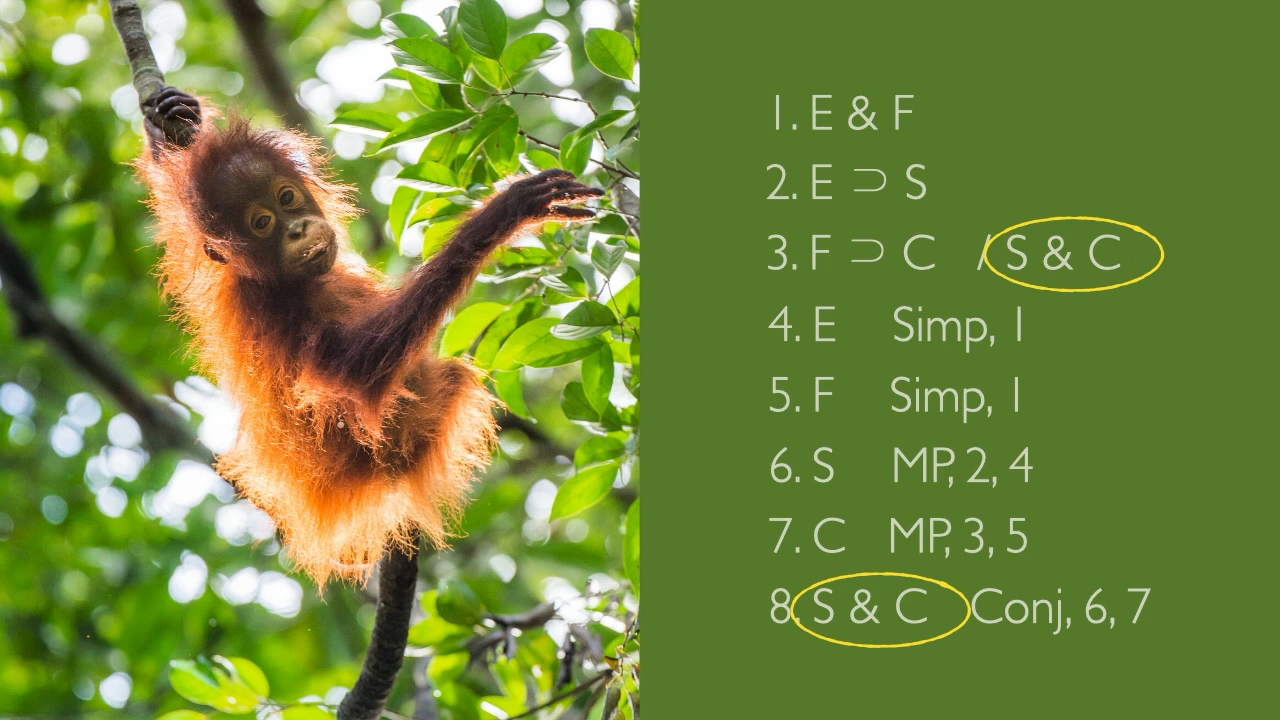 1. E & F
2. E ⊃ S
3. F ⊃ C /S & C
4. E Simp, 1
5. F Simp, 1
6. S MP, 2, 4
7. C MP, 3, 5
8. S & C Conj, 6, 7